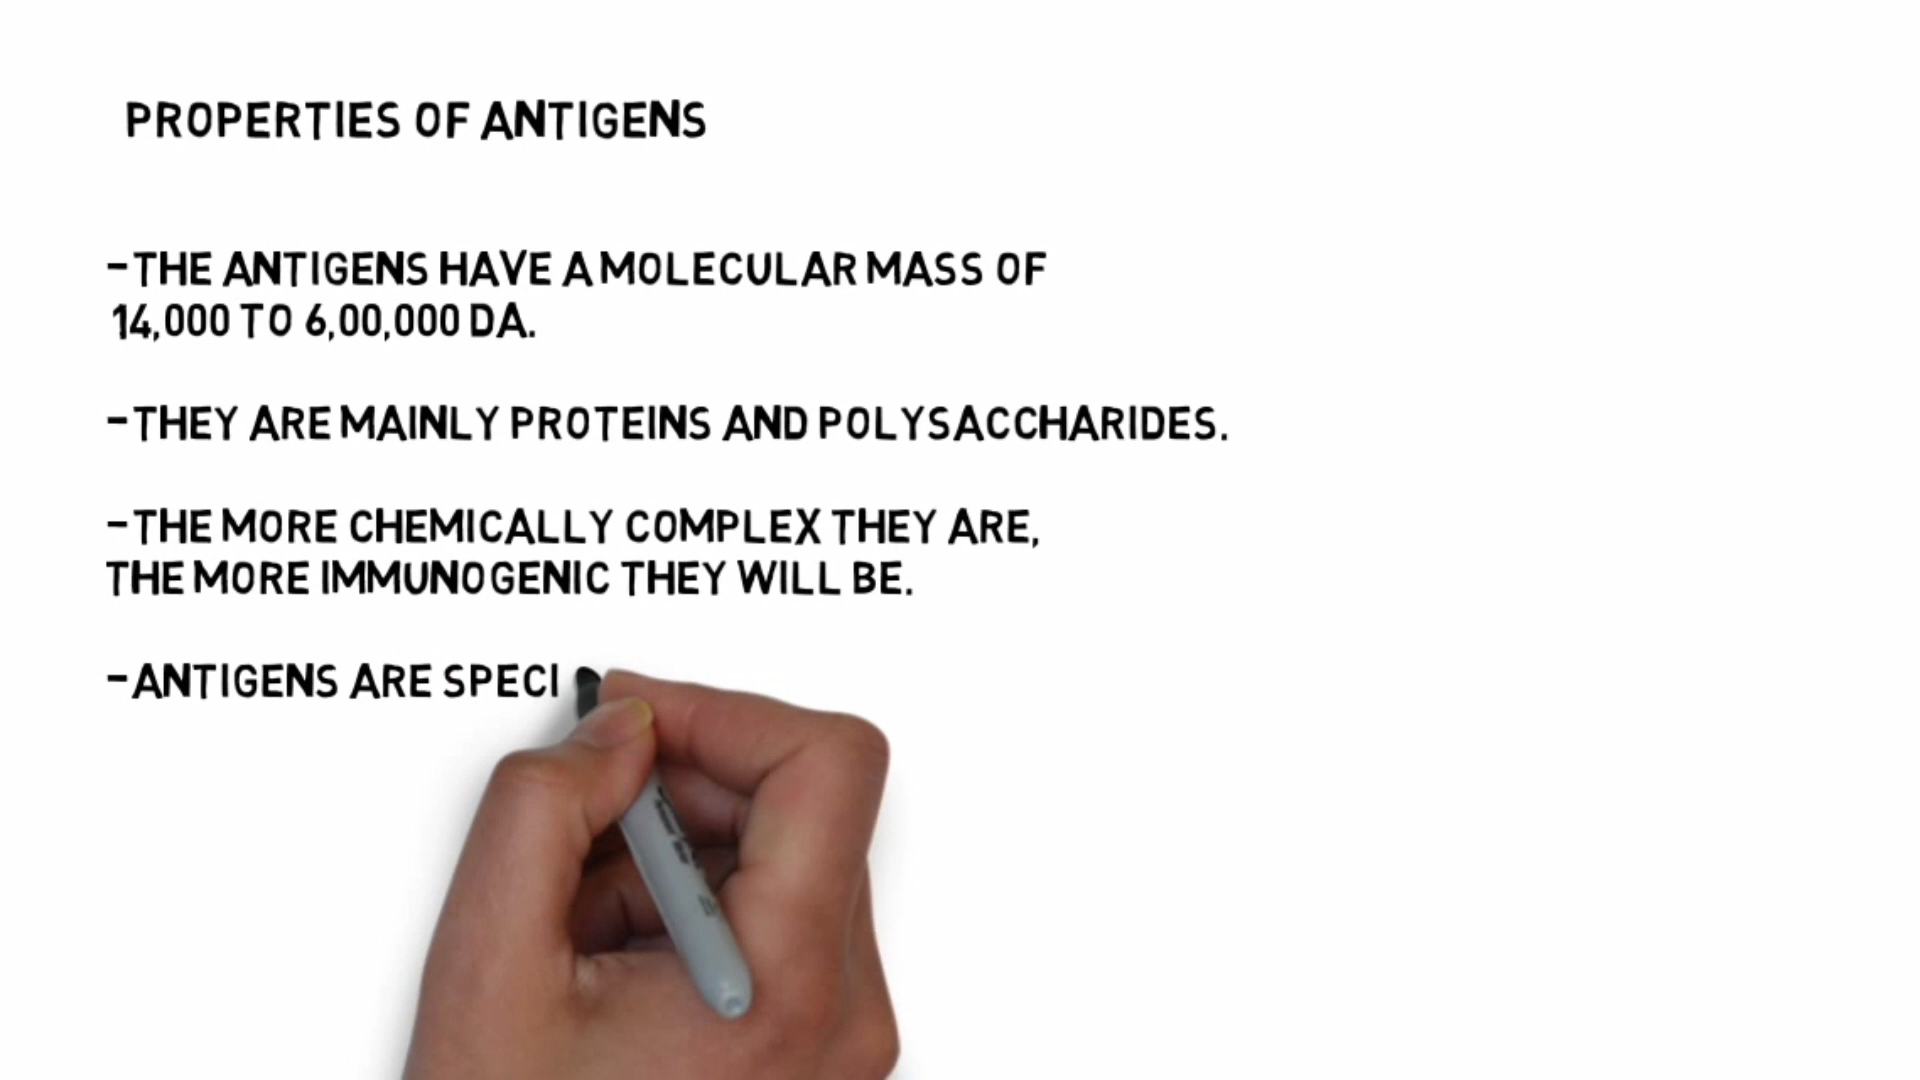 PROPERTIES OF ANTIGENS
-THE ANTIGENS HAVE A MOLECULAR MASS OF
14,000 TO 6,00,000 DA.
-THEY ARE MAINLY PROTEINS AND POLYSACCHARIDES.
-THE MORE CHEMICALLY COMPLEX THEY ARE,
THE MORE IMMUNOGENIC THEY WILL BE.
-ANTIGENS ARE SPECI